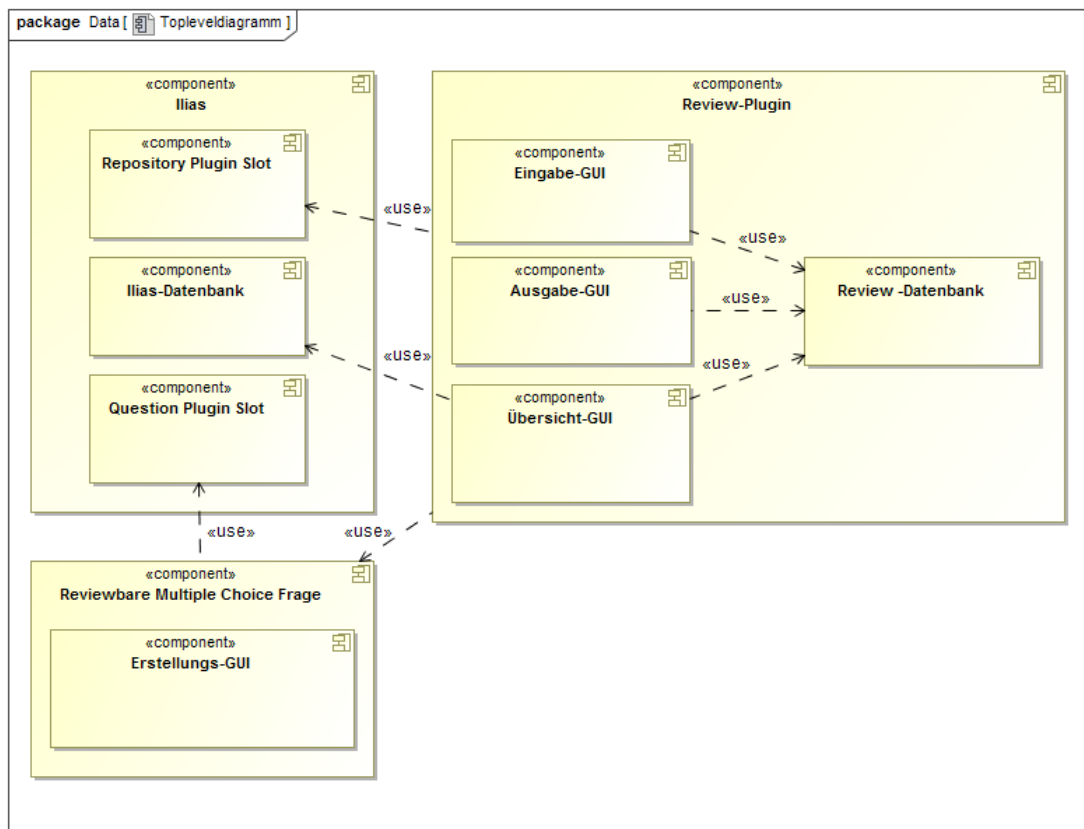 package Data [ Topleveldiagramm ]
«component»
Ilias
«component»
Repository Plugin Slot
«component»
Ilias-Datenbank
«component»
Question Plugin Slot
«component»
Review-Plugin
«component»
Eingabe-GUI
«component»
Ausgabe-GUI
«component»
Übersicht-GUI
«component»
Review -Datenbank
«use»
«use»
«use»
«use»
«use»
«use»
«use»
«component»
Reviewbare Multiple Choice Frage
«component»
Erstellungs-GUI